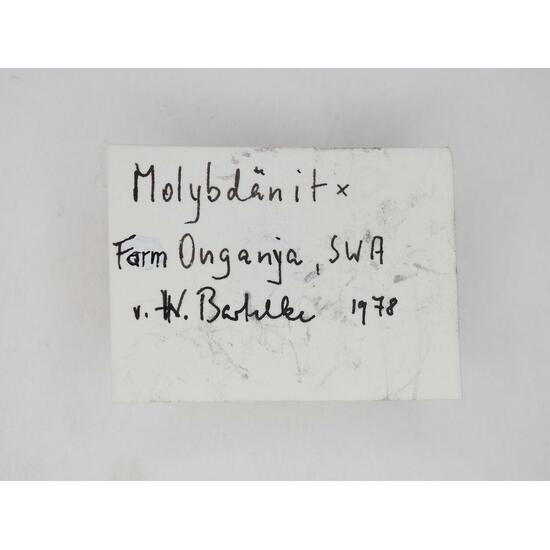 Molybdänit x
Farm Onganja, SWA
v. W. Bartelke 1978